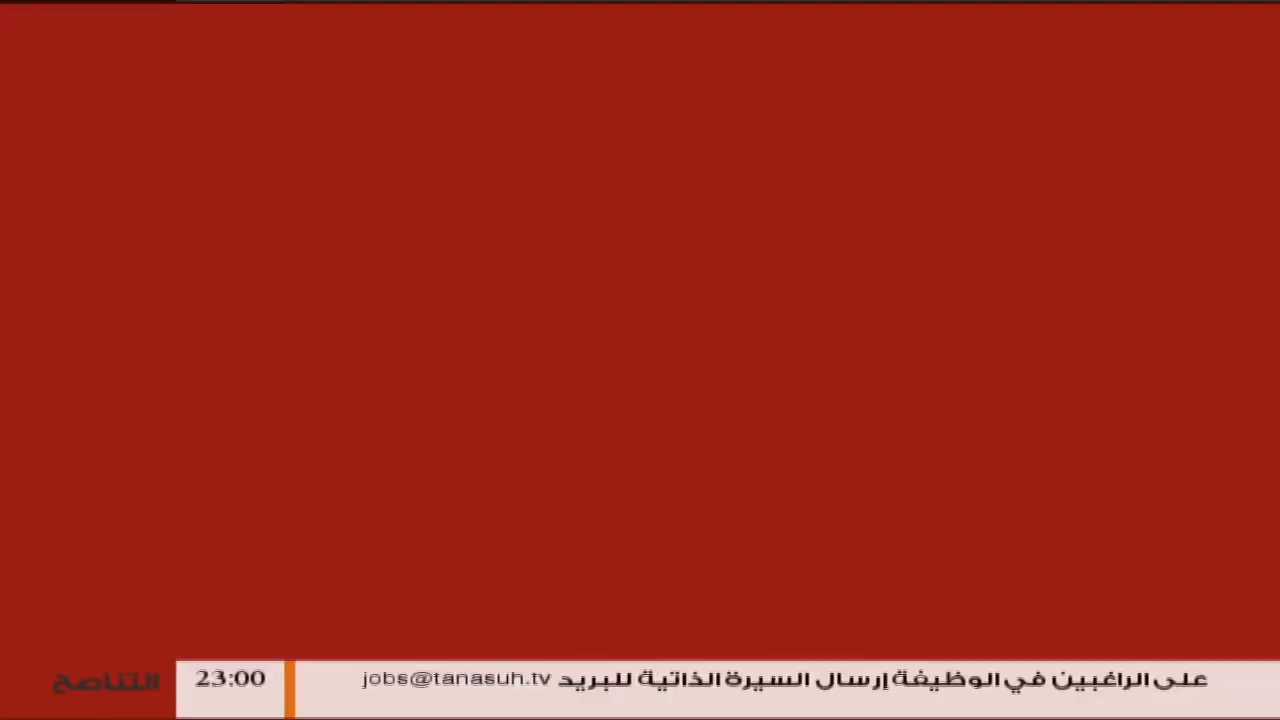 على الراغبين في الوظيفة إرسال السيرة الذاتية للبريد jobs@tanasuh.tv
23:00
التناصح